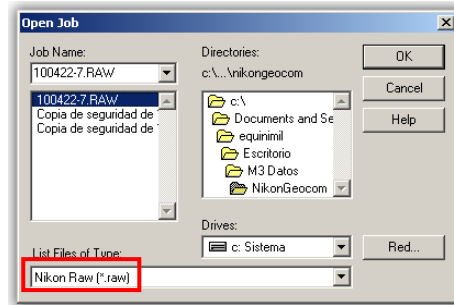 Open Job
Job Name:
100422-7.RAW
100422-7.RAW
Copia de seguridad de
Copia de seguridad de
Directories:
c:\...\nikongeocom
c:\
Documents and Se
equinimil
Escritorio
M3 Datos
NikonGeocom
OK
Cancel
Help
List Files of Type:
Nikon Raw (*.raw)
Drives:
c: Sistema
Red...